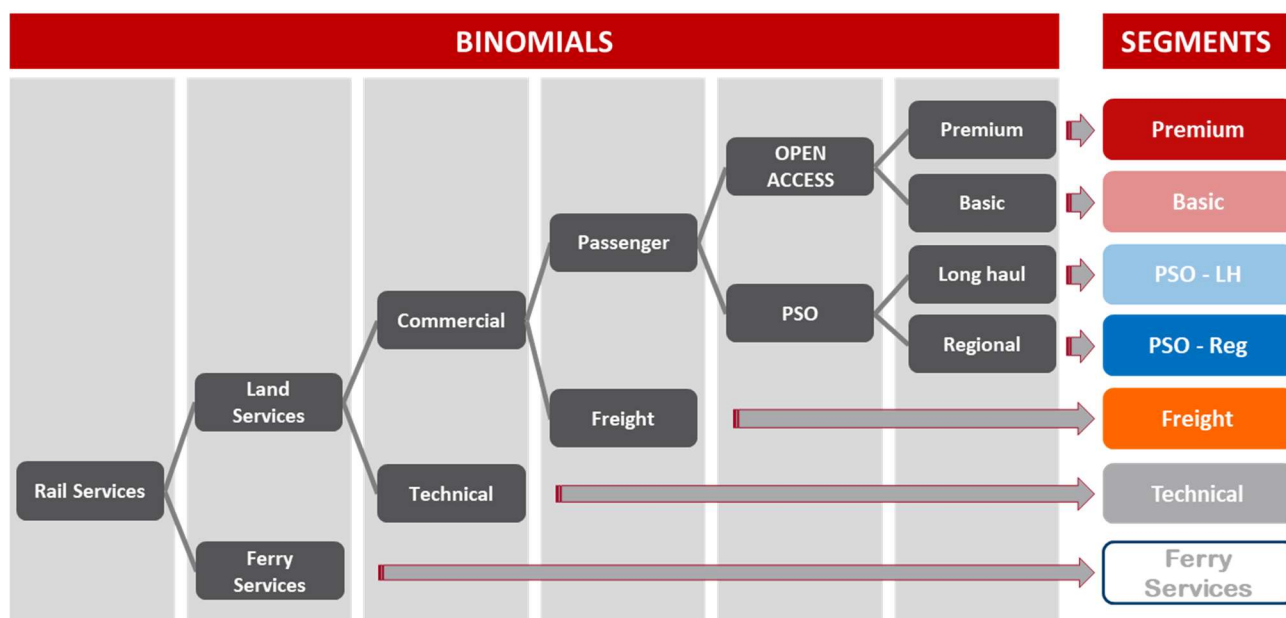 BINOMIALS
SEGMENTS
Rail Services
Land
Services
Ferry
Services
Commercial
Technical
Passenger
Freight
OPEN
ACCESS
PSO
Premium
Basic
Long haul
Regional
Premium
Basic
PSO - LH
PSO - Reg
Freight
Technical
Ferry
Services